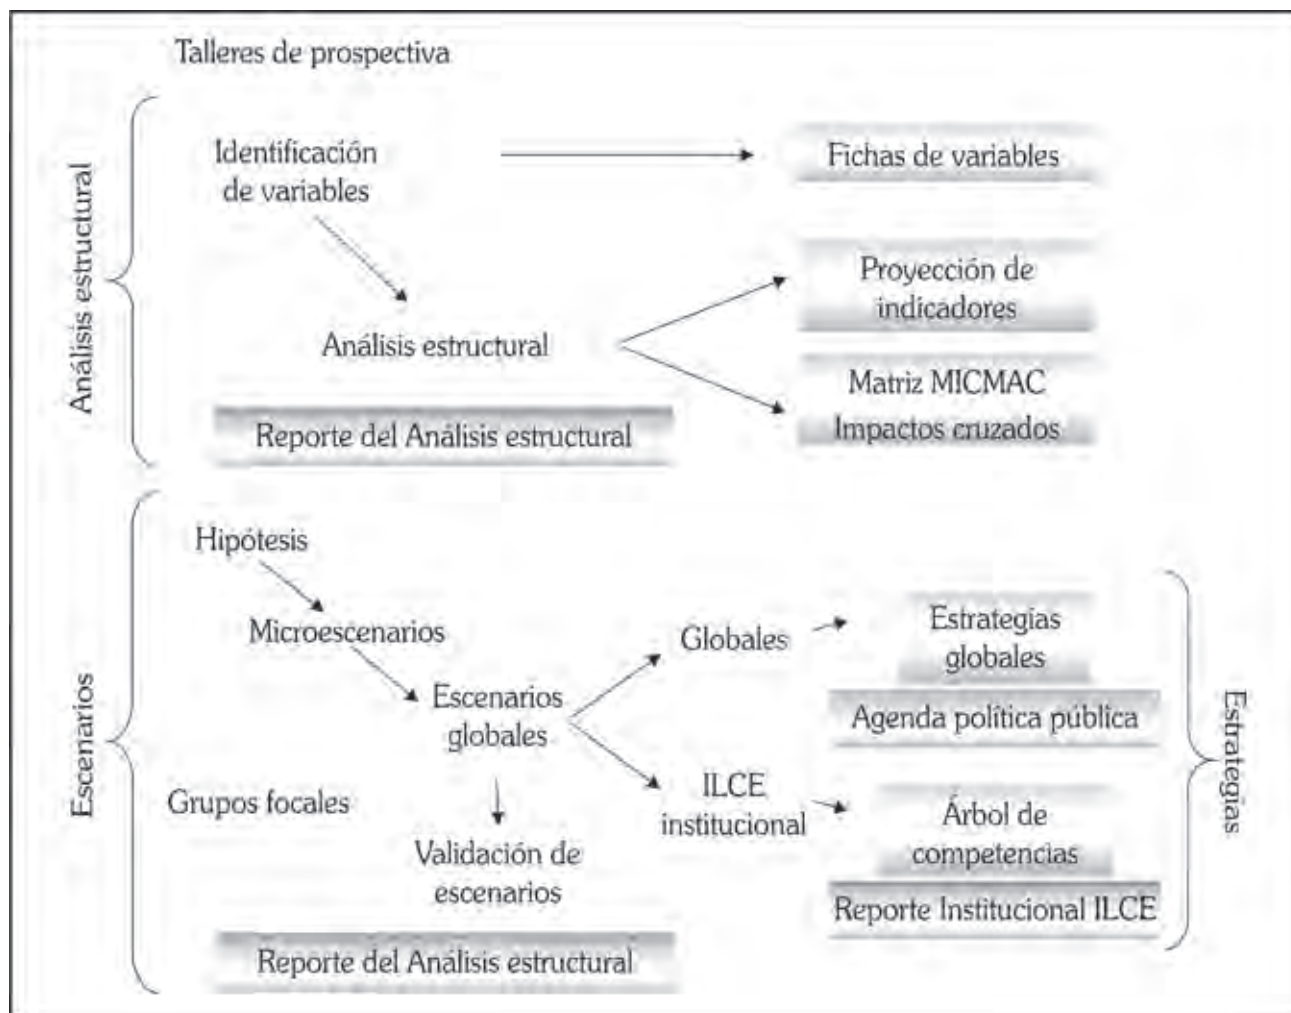 Talleres de prospectiva
Análisis estructural
Identificación
de variables
Fichas de variables
Proyección de
indicadores
Análisis estructural
Matriz MICMAC
Impactos cruzados
Reporte del Análisis estructural
Escenarios
Hipótesis
Microescenarios
Escenarios
globales
Globales
Estrategias
globales
Agenda política pública
Estrategias
Grupos focales
ILCE
institucional
Árbol de
competencias
Validación de
escenarios
Reporte Institucional ILCE
Reporte del Análisis estructural